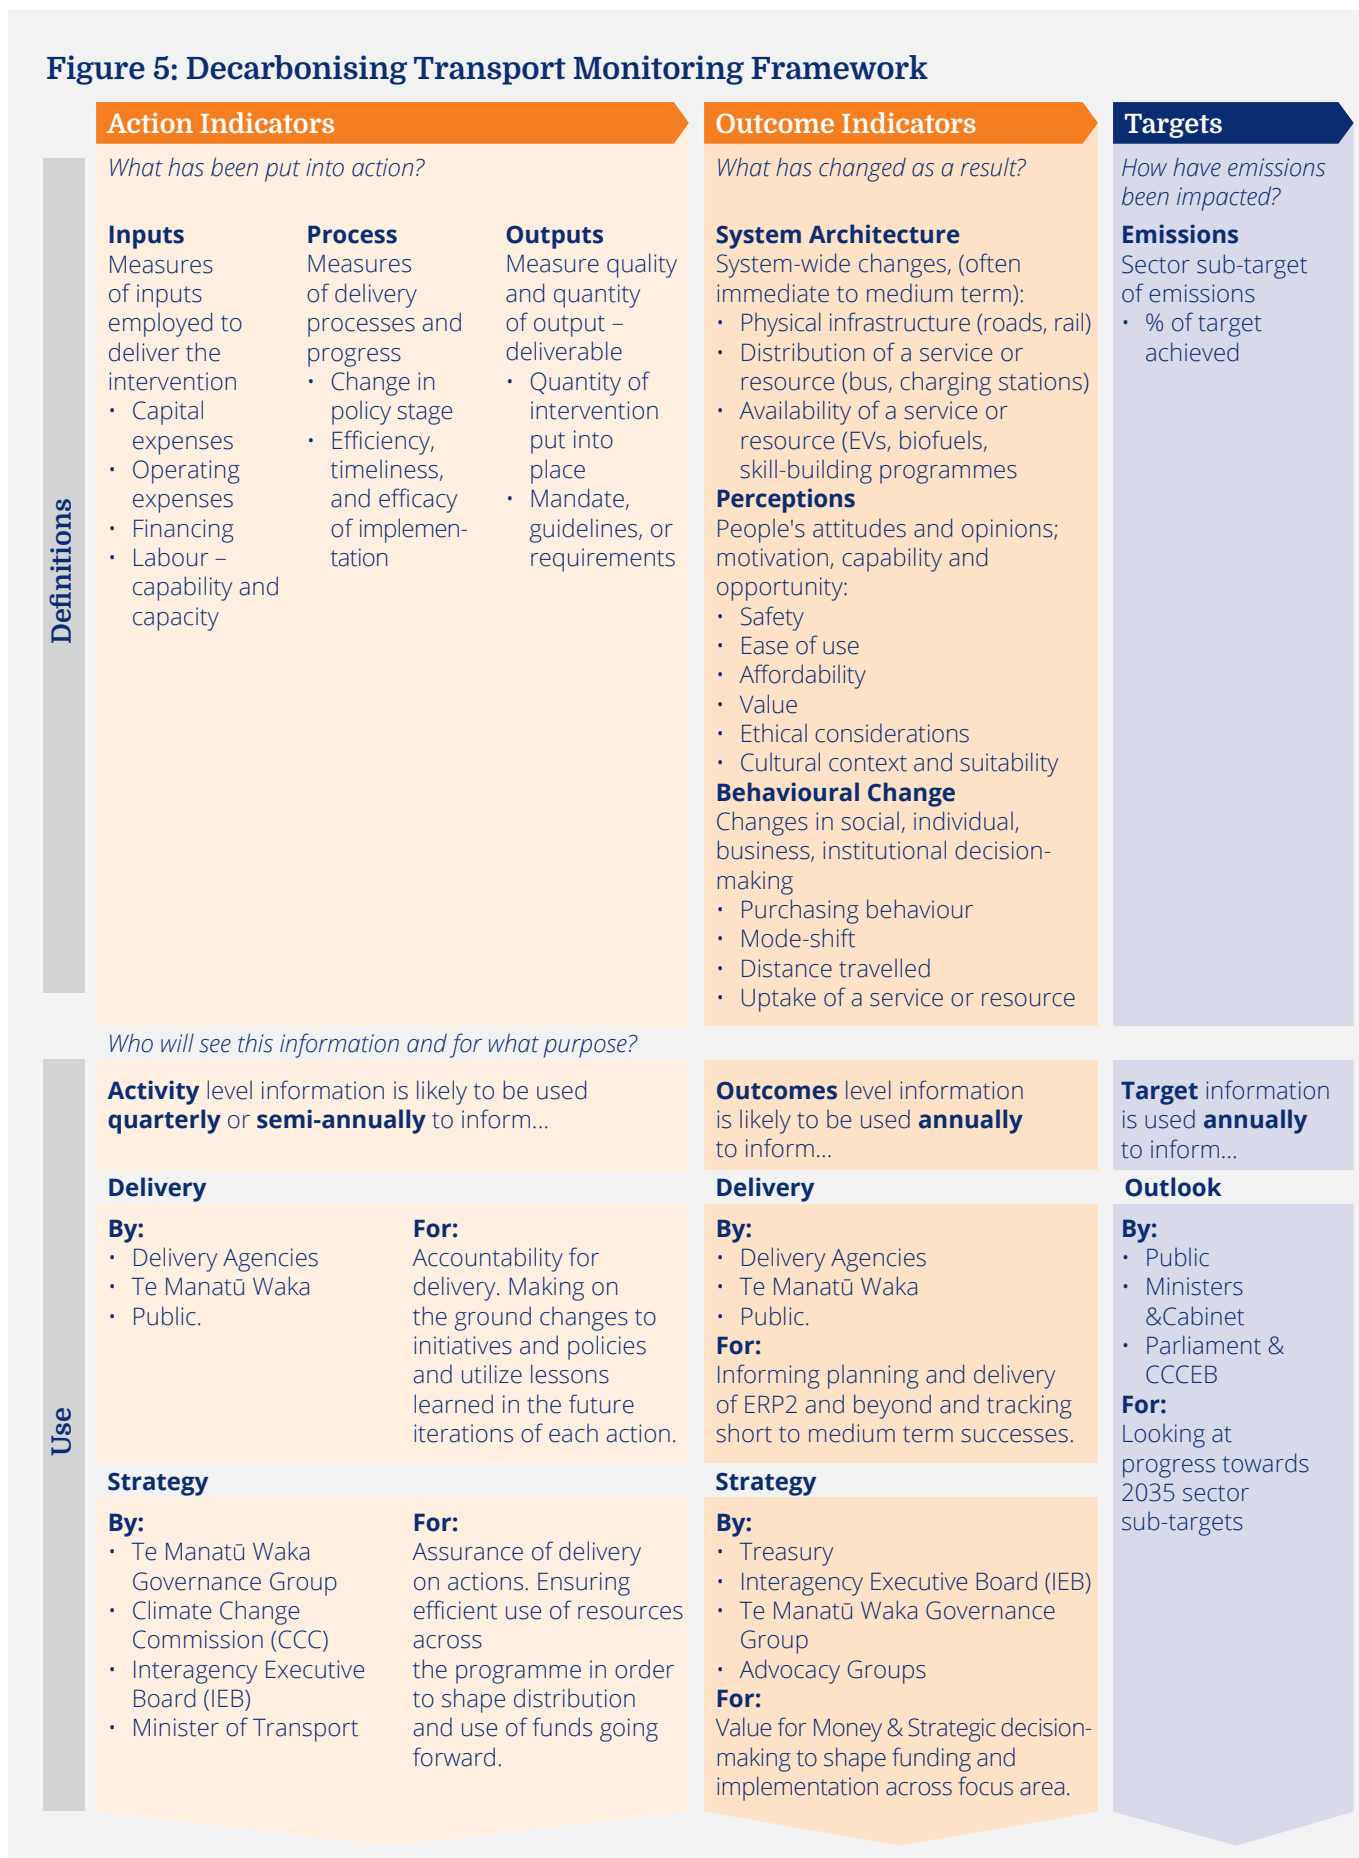 Figure 5: Decarbonising Transport Monitoring Framework
Action Indicators
What has been put into action?
Inputs
Measures
of inputs
employed to
deliver the
intervention
• Capital
expenses
• Operating
expenses
• Financing
• Labour –
capability and
capacity
Process
Measures
of delivery
processes and
progress
• Change in
policy stage
• Efficiency,
timeliness,
and efficacy
of implemen-
tation
Outputs
Measure quality
and quantity
of output –
deliverable
• Quantity of
intervention
put into
place
• Mandate,
guidelines, or
requirements
Outcome Indicators
What has changed as a result?
System Architecture
System-wide changes, (often
immediate to medium term):
• Physical infrastructure (roads, rail)
• Distribution of a service or
resource (bus, charging stations)
• Availability of a service or
resource (EVs, biofuels,
skill-building programmes
Perceptions
People's attitudes and opinions;
motivation, capability and
opportunity:
• Safety
• Ease of use
• Affordability
• Value
• Ethical considerations
• Cultural context and suitability
Behavioural Change
Changes in social, individual,
business, institutional decision-
making
• Purchasing behaviour
• Mode-shift
• Distance travelled
• Uptake of a service or resource
Targets
How have emissions
been impacted?
Emissions
Sector sub-target
of emissions
• % of target
achieved
Definitions
Who will see this information and for what purpose?
Use
Activity level information is likely to be used
quarterly or semi-annually to inform...
Delivery
By:
• Delivery Agencies
• Te Manatū Waka
• Public.
For:
Accountability for
delivery. Making on
the ground changes to
initiatives and policies
and utilize lessons
learned in the future
iterations of each action.
Strategy
By:
• Te Manatū Waka
Governance Group
• Climate Change
Commission (CCC)
• Interagency Executive
Board (IEB)
• Minister of Transport
For:
Assurance of delivery
on actions. Ensuring
efficient use of resources
across
the programme in order
to shape distribution
and use of funds going
forward.
Outcomes level information
is likely to be used annually
to inform...
Delivery
By:
• Delivery Agencies
• Te Manatū Waka
• Public.
For:
Informing planning and delivery
of ERP2 and beyond and tracking
short to medium term successes.
Strategy
By:
• Treasury
• Interagency Executive Board (IEB)
• Te Manatū Waka Governance
Group
• Advocacy Groups
For:
Value for Money & Strategic decision-
making to shape funding and
implementation across focus area.
Target information
is used annually
to inform...
Outlook
By:
• Public
• Ministers
&Cabinet
• Parliament &
CCCEB
For:
Looking at
progress towards
2035 sector
sub-targets